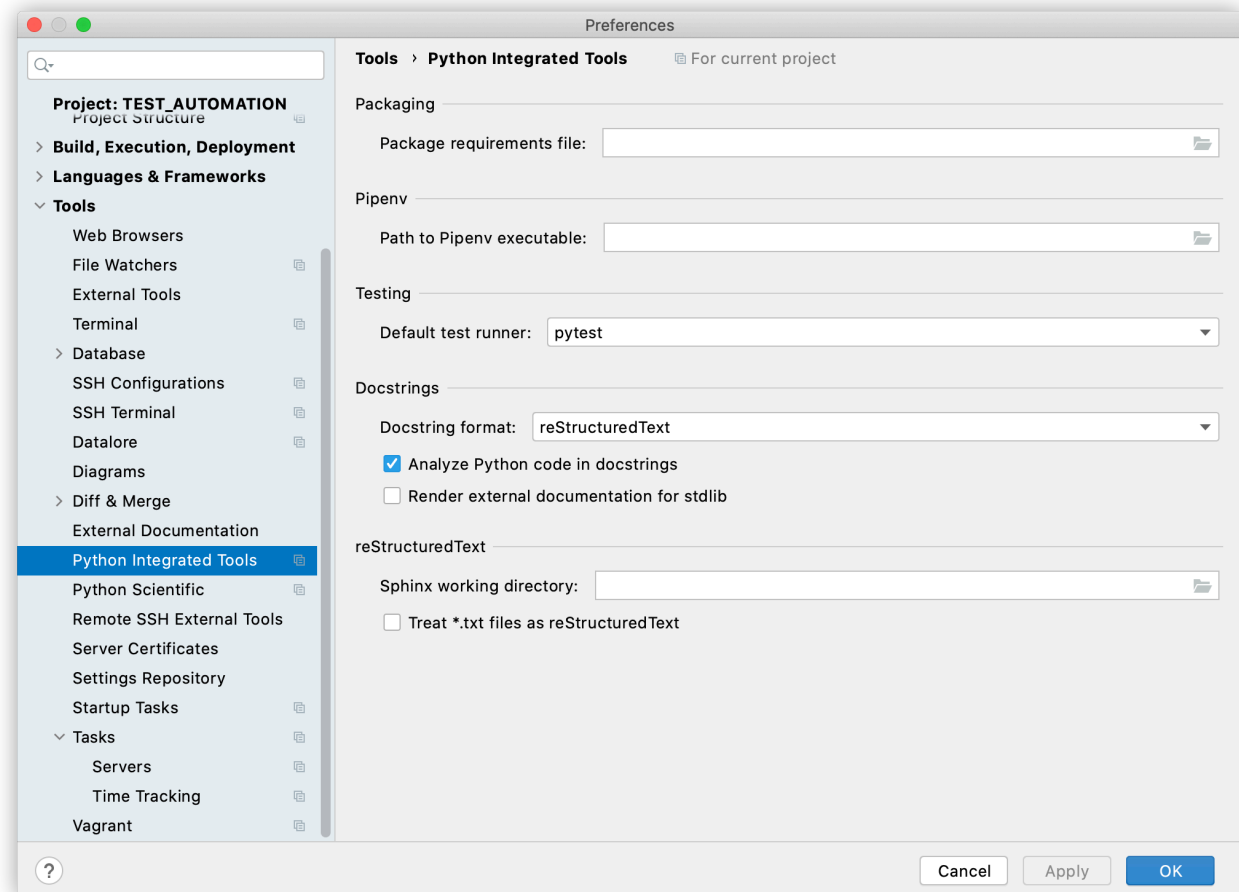 Preferences
Project: TEST_AUTOMATION
Project Structure
Build, Execution, Deployment
Languages & Frameworks
Tools
Web Browsers
File Watchers
External Tools
Terminal
Database
SSH Configurations
SSH Terminal
Datalore
Diagrams
Diff & Merge
External Documentation
Python Integrated Tools
Python Scientific
Remote SSH External Tools
Server Certificates
Settings Repository
Startup Tasks
Tasks
Servers
Time Tracking
Vagrant
Tools › Python Integrated Tools For current project
Packaging
Package requirements file:
Pipenv
Path to Pipenv executable:
Testing
Default test runner: pytest
Docstrings
Docstring format: reStructuredText
Analyze Python code in docstrings
Render external documentation for stdlib
reStructuredText
Sphinx working directory:
Treat *.txt files as reStructuredText
? Cancel Apply OK